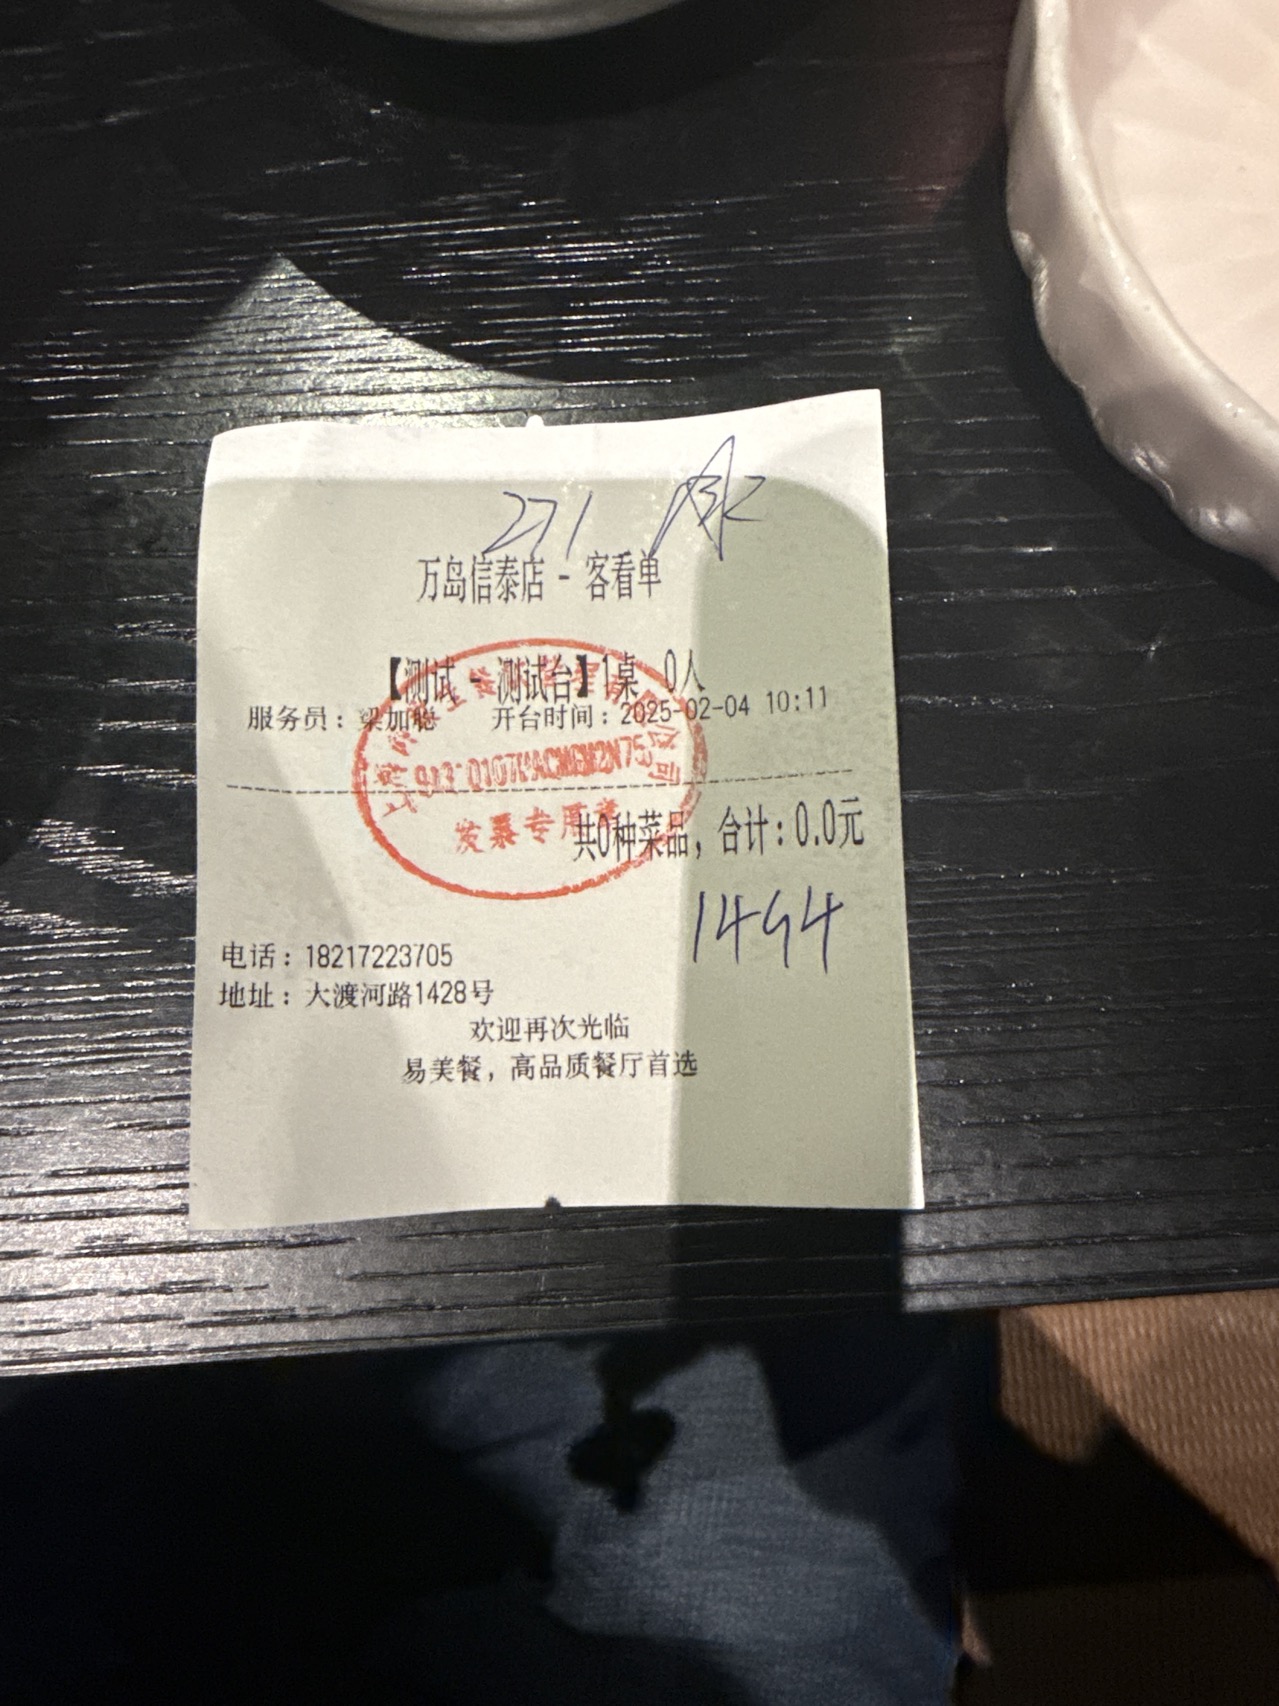 271
万岛信泰店 - 客看单
【测试 - 测试台】1桌 0人
服务员：梁加聪 开台时间：2025-02-04 10:11
发票专用章
共0种菜品，合计：0.0元
1494
电话：18217223705
地址：大渡河路1428号
欢迎再次光临
易美餐，高品质餐厅首选